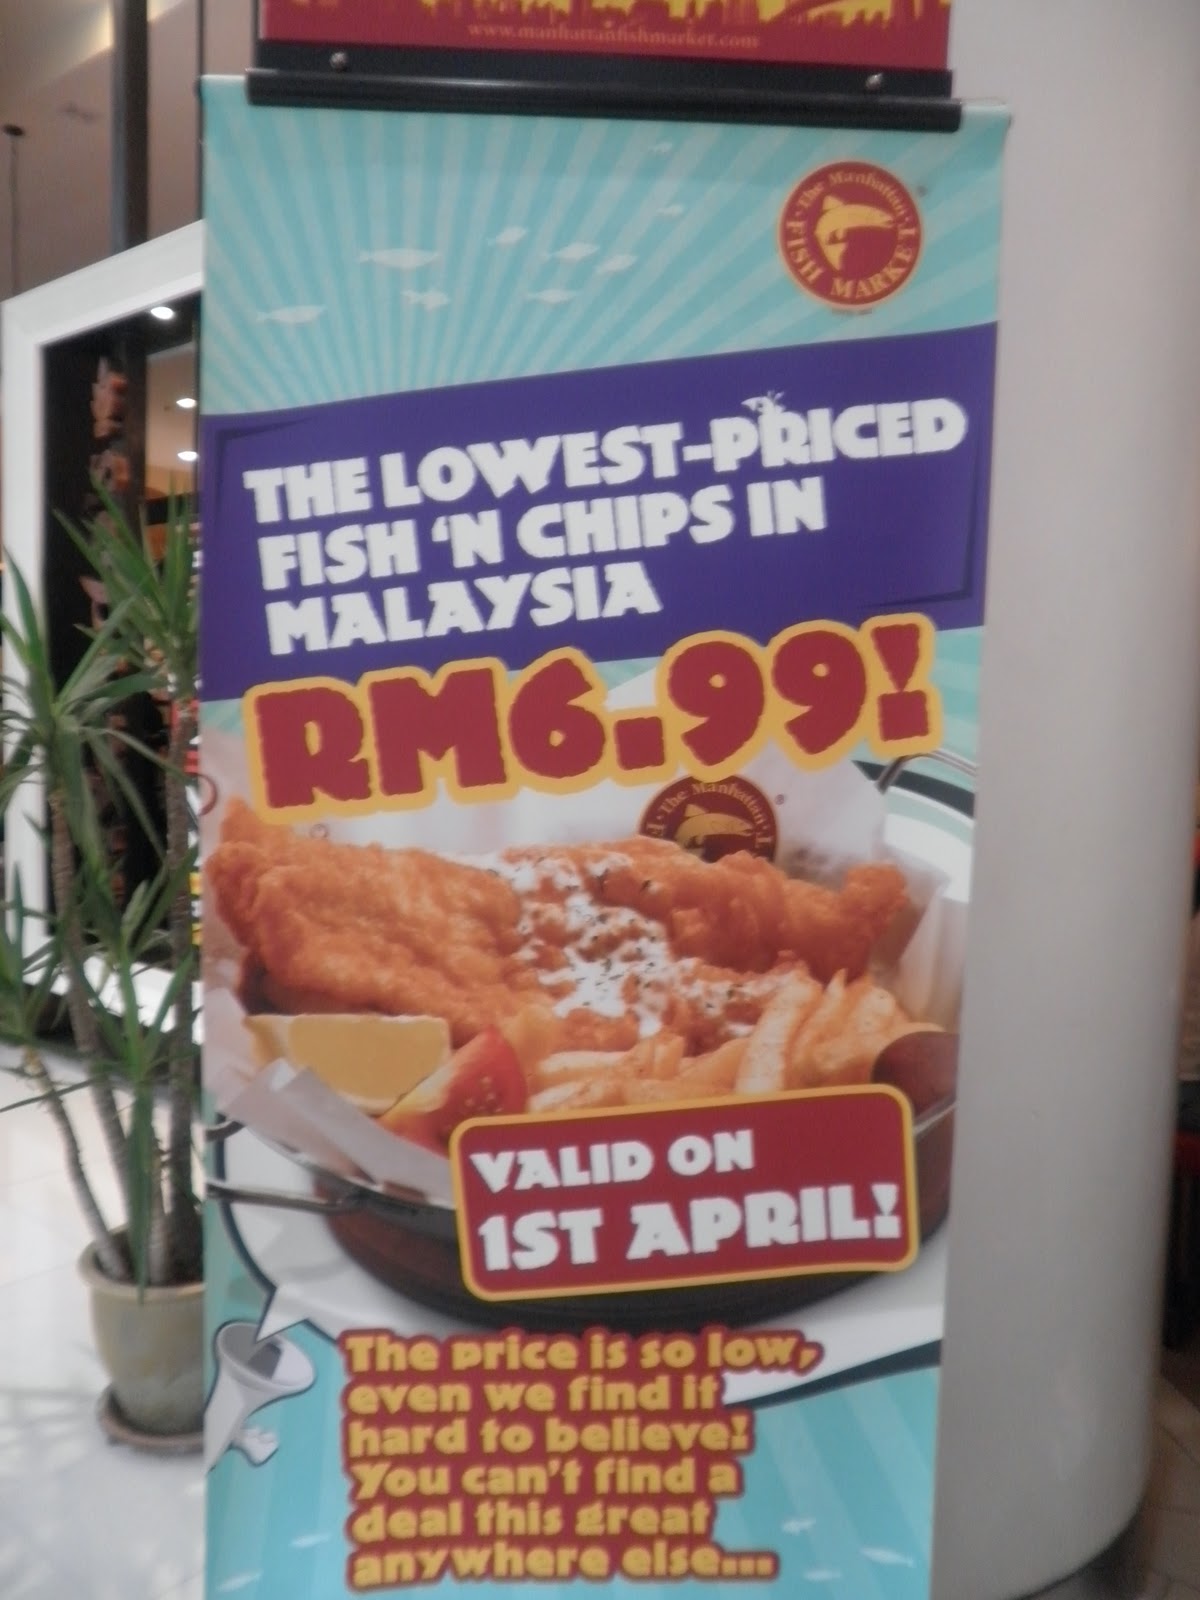 www.manhattanfishmarket.com
The Manhattan
FISH MARKET
THE LOWEST-PRICED
FISH 'N CHIPS IN
MALAYSIA
RM6.99!
The Manhattan
VALID ON
1ST APRIL!
The price is so low,
even we find it
hard to believe!
You can't find a
deal this great
anywhere else...